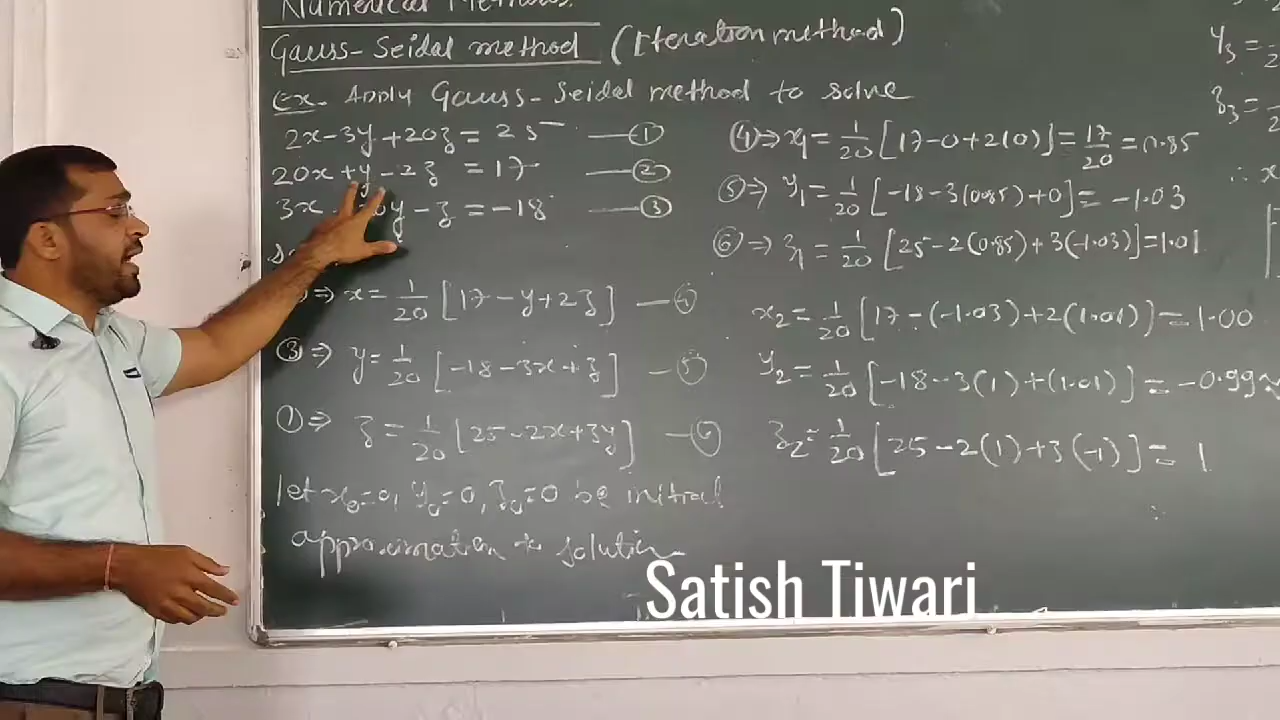 Numerical Methods.
Gauss-Seidal method (Iteration method)
Ex- Apply Gauss-Seidal method to solve
2x-3y+20z=25 —①
20x+y-2z=17 —②
3x y-z=-18 —③
⇒ x=1/20[17-y+2z] —④
③⇒ y=1/20[-18-3x+z] —⑤
①⇒ z=1/20[25-2x+3y] —⑥
let x₀=0, y₀=0, z₀=0 be initial
approximation to solution
④⇒ x₁=1/20[17-0+2(0)]=17/20=0.85
⑤⇒ y₁=1/20[-18-3(0.85)+0]=-1.03
⑥⇒ z₁=1/20[25-2(0.85)+3(-1.03)]=1.01
x₂=1/20[17-(-1.03)+2(1.01)]=1.00
y₂=1/20[-18-3(1)+(1.01)]=-0.99≈
z₂=1/20[25-2(1)+3(-1)]=1
y₃=
z₃=
∴ x
Satish Tiwari